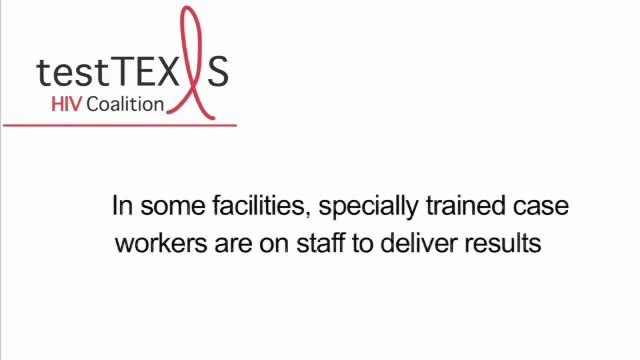 testTEXAS
HIV Coalition
In some facilities, specially trained case
workers are on staff to deliver results